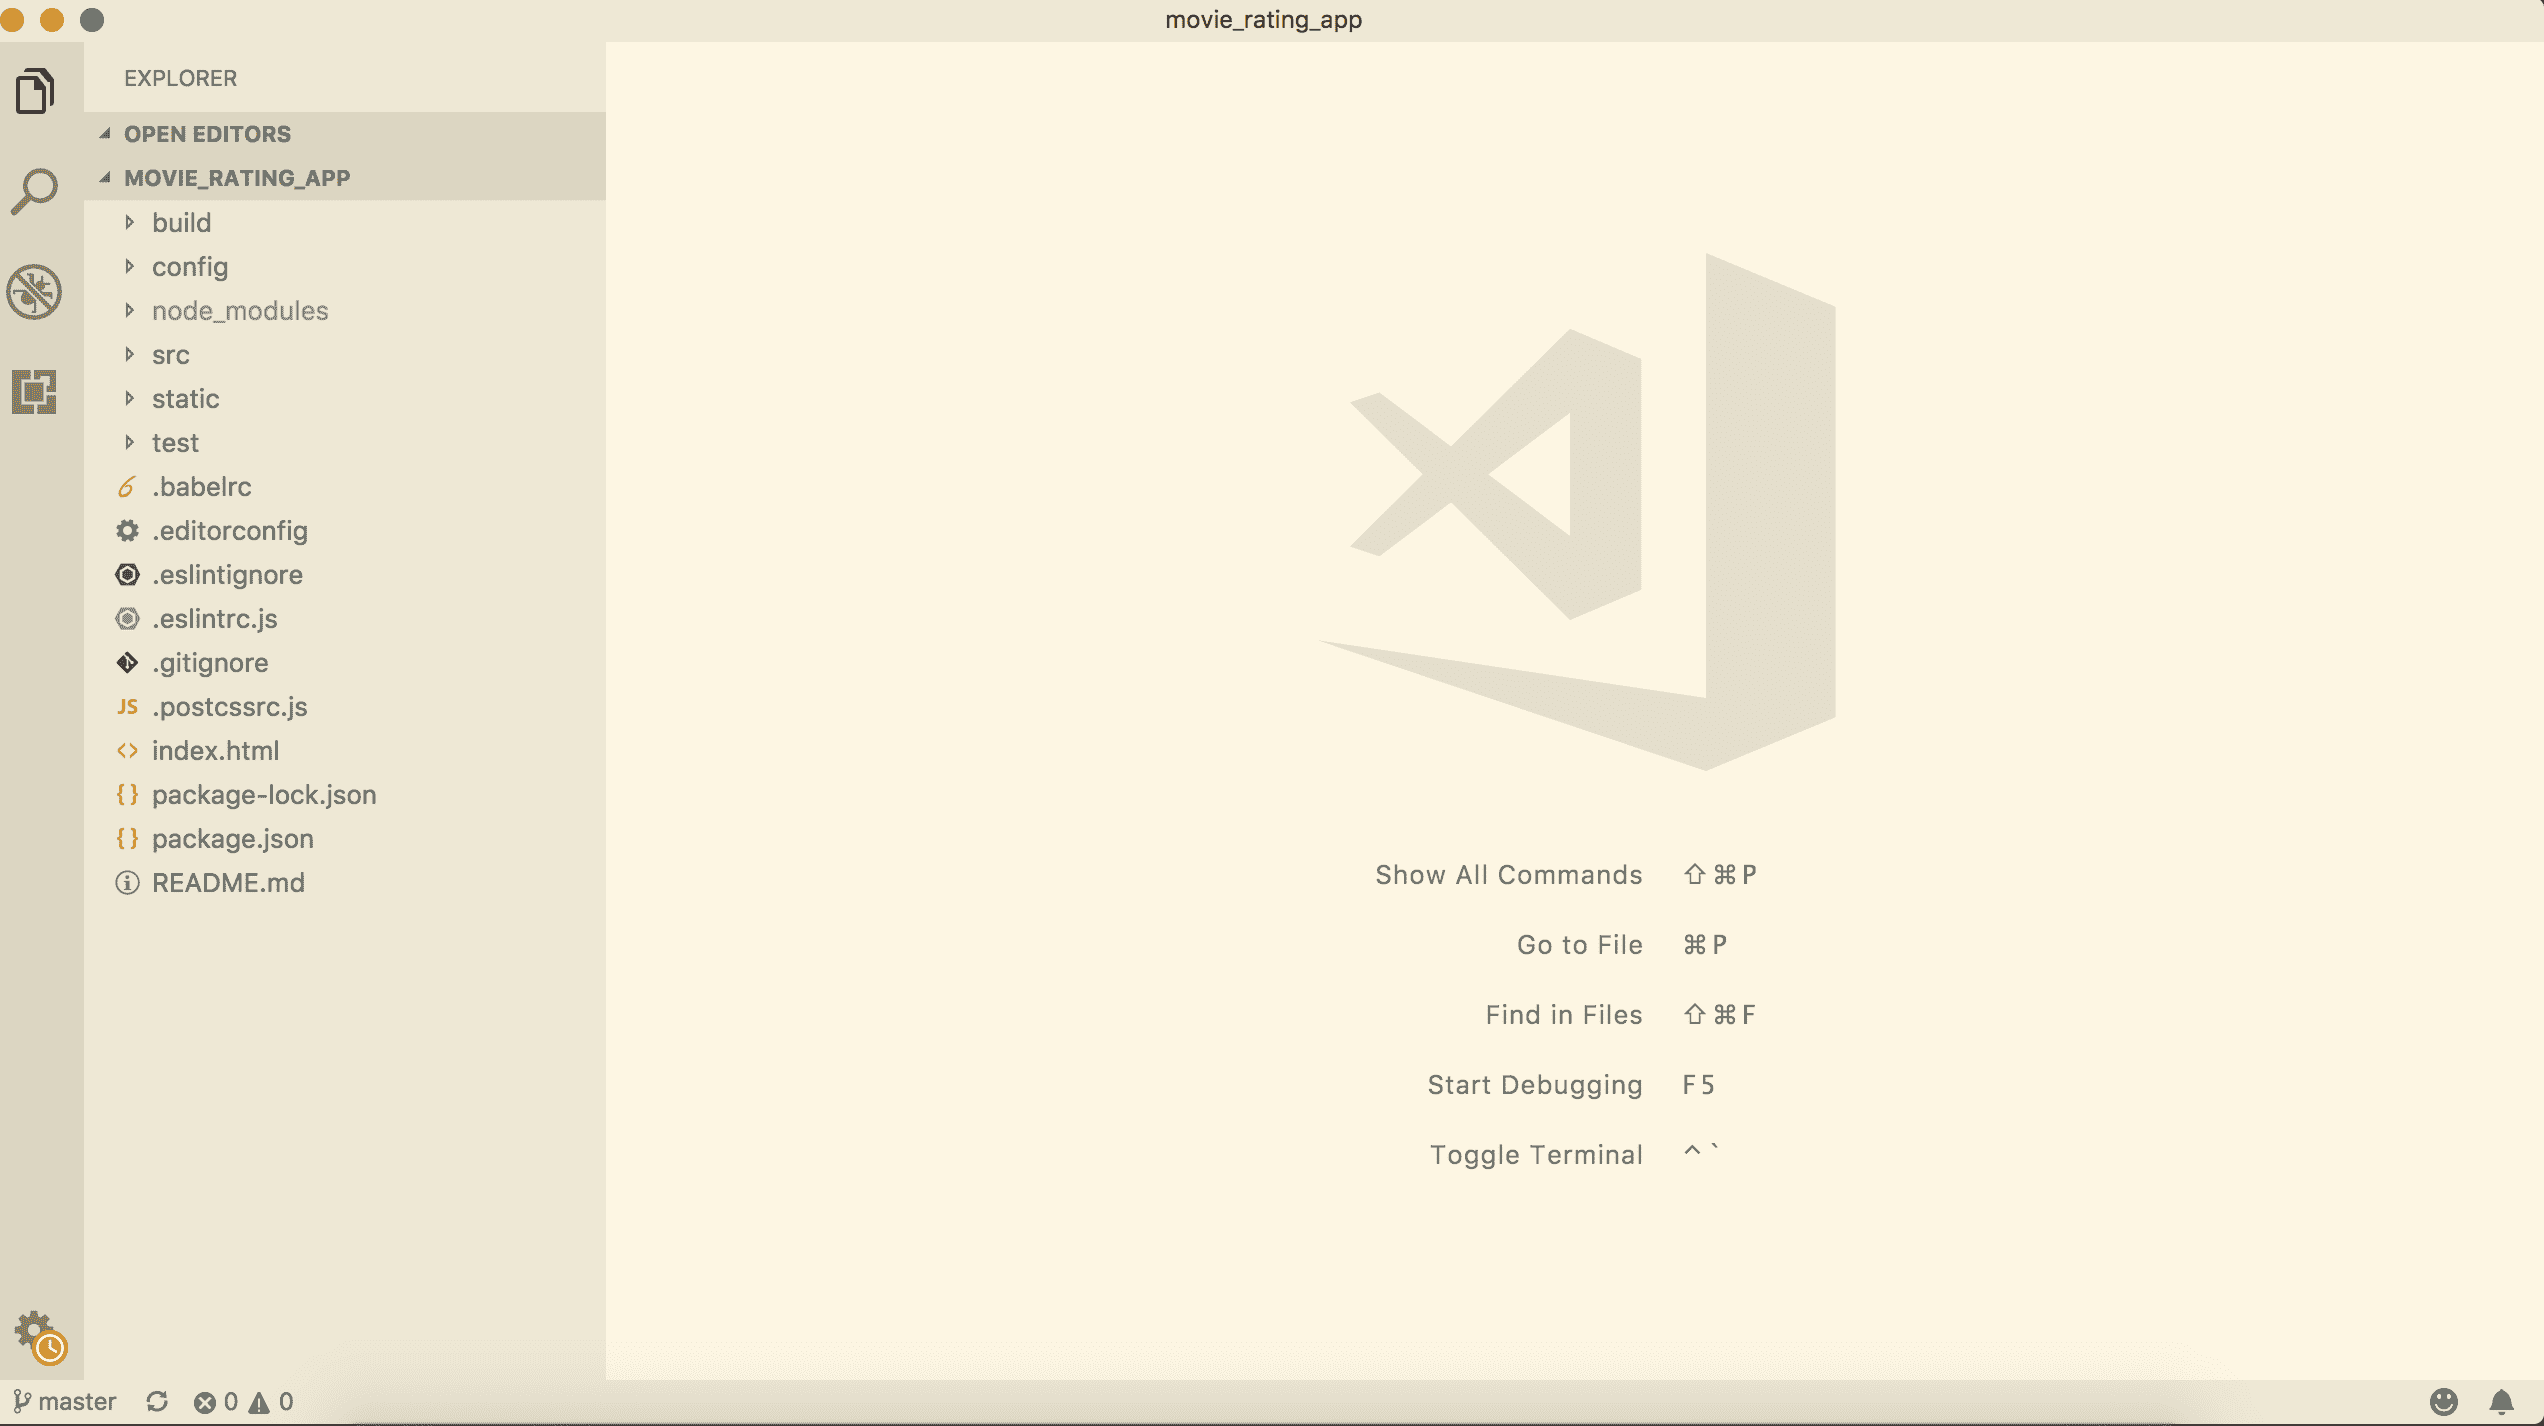 movie_rating_app
EXPLORER
OPEN EDITORS
MOVIE_RATING_APP
build
config
node_modules
src
static
test
.babelrc
.editorconfig
.eslintignore
.eslintrc.js
.gitignore
JS .postcssrc.js
<> index.html
{} package-lock.json
{} package.json
README.md
Show All Commands ⇧⌘P
Go to File ⌘P
Find in Files ⇧⌘F
Start Debugging F5
Toggle Terminal ^`
master 0 0